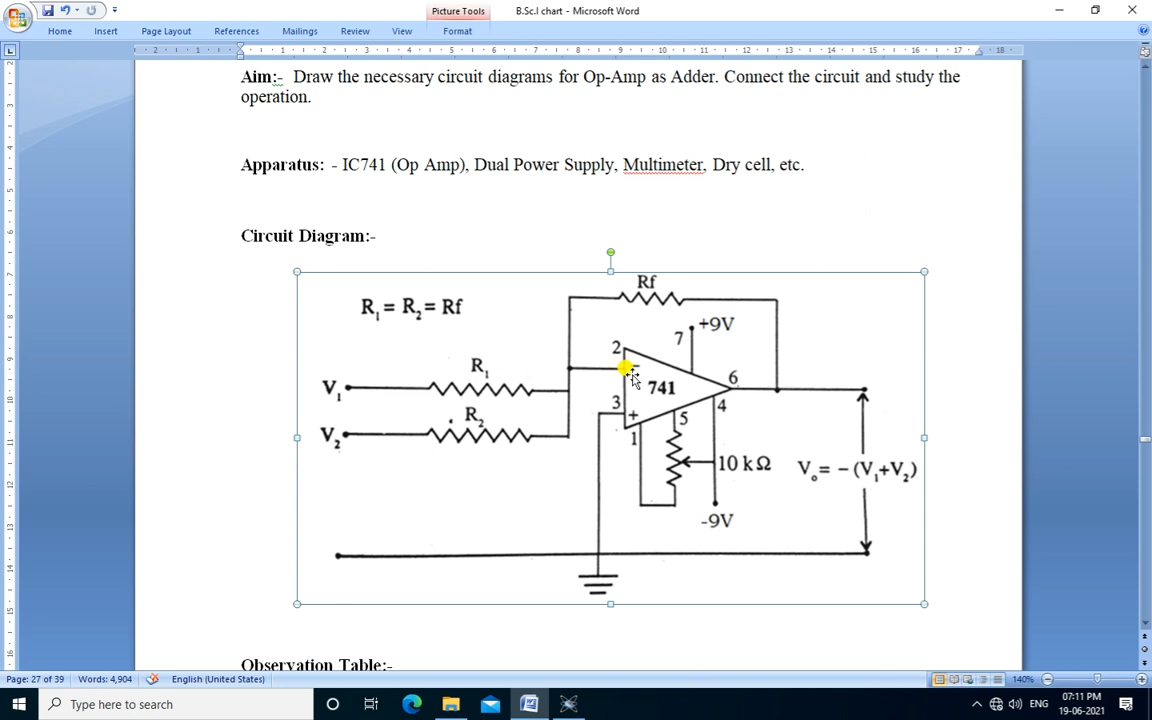 B.Sc.I chart - Microsoft Word
Picture Tools
Home Insert Page Layout References Mailings Review View Format
Aim:- Draw the necessary circuit diagrams for Op-Amp as Adder. Connect the circuit and study the
operation.
Apparatus: - IC741 (Op Amp), Dual Power Supply, Multimeter, Dry cell, etc.
Circuit Diagram:-
R₁ = R₂ = Rf
Rf
+9V
7
2
R₁
V₁
−
741
6
3
R₂
+
4
5
V₂
1
10 kΩ
Vₒ= −(V₁+V₂)
-9V
Observation Table:-
Page: 27 of 39 Words: 4,904 English (United States) 140%
Type here to search
ENG
07:11 PM
19-06-2021